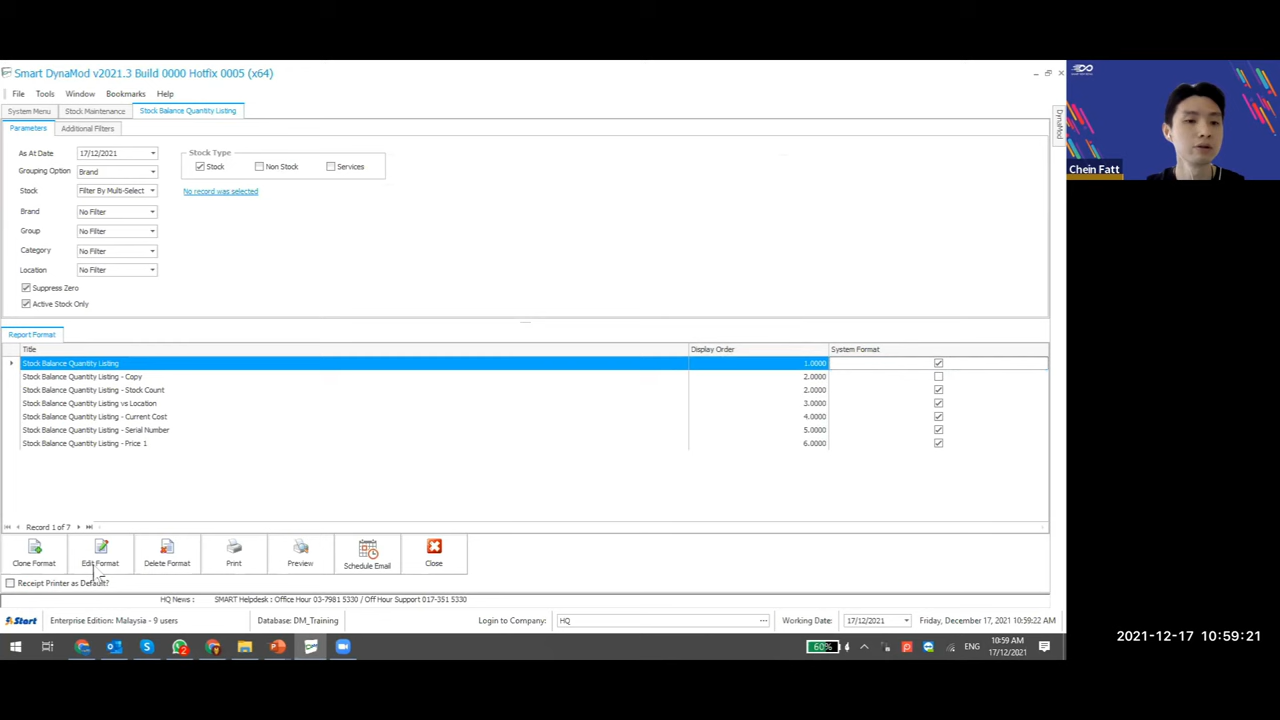 Smart DynaMod v2021.3 Build 0000 Hotfix 0005 (x64)
File Tools Window Bookmarks Help
System Menu Stock Maintenance Stock Balance Quantity Listing
Parameters Additional Filters
DynaMod
As At Date 17/12/2021
Stock Type
Stock Non Stock Services
Grouping Option Brand
Stock Filter By Multi-Select No record was selected
Brand No Filter
Group No Filter
Category No Filter
Location No Filter
Suppress Zero
Active Stock Only
Chein Fatt
Report Format
Title Display Order System Format
Stock Balance Quantity Listing 1.0000
Stock Balance Quantity Listing - Copy 2.0000
Stock Balance Quantity Listing - Stock Count 2.0000
Stock Balance Quantity Listing vs Location 3.0000
Stock Balance Quantity Listing - Current Cost 4.0000
Stock Balance Quantity Listing - Serial Number 5.0000
Stock Balance Quantity Listing - Price 1 6.0000
Record 1 of 7
Clone Format Edit Format Delete Format Print Preview Schedule Email Close
Receipt Printer as Default?
HQ News : SMART Helpdesk : Office Hour 03-7981 5330 / Off Hour Support 017-351 5330
Start Enterprise Edition: Malaysia - 9 users Database: DM_Training Login to Company: HQ Working Date: 17/12/2021 Friday, December 17, 2021 10:59:22 AM
60% ENG 10:59 AM
17/12/2021
2021-12-17 10:59:21